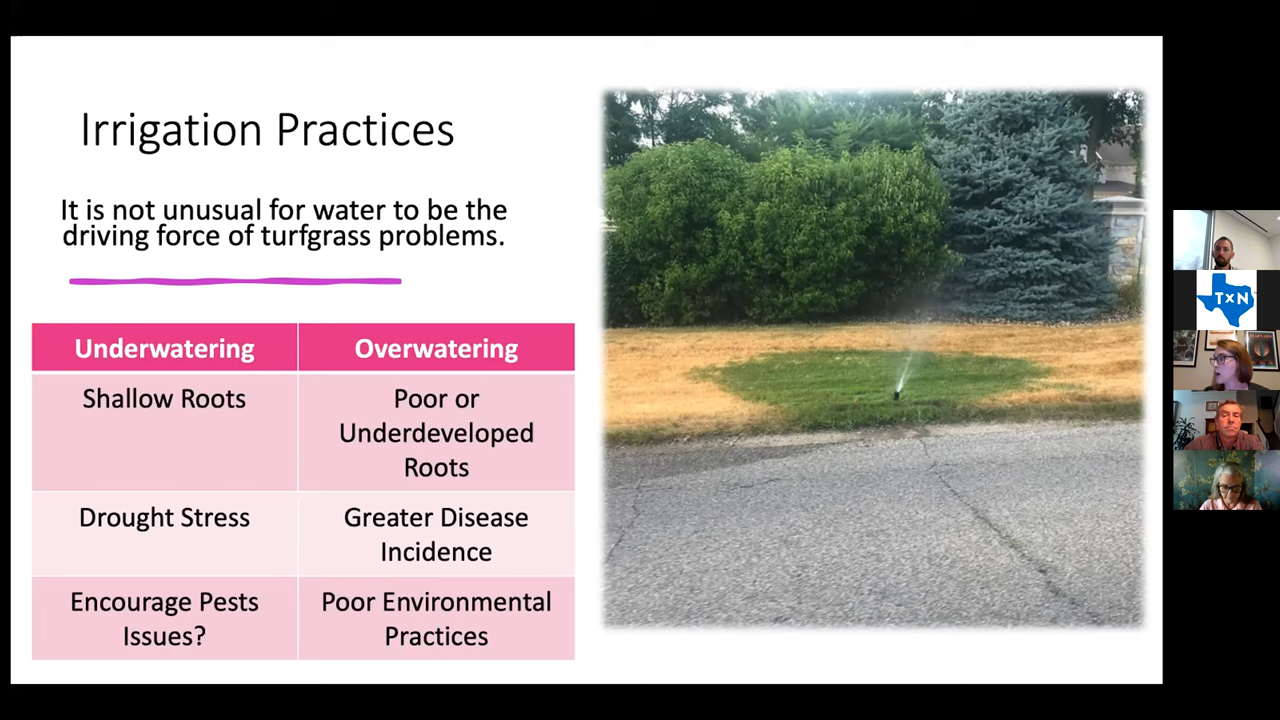 Irrigation Practices
It is not unusual for water to be the
driving force of turfgrass problems.
Underwatering
Overwatering
Shallow Roots
Poor or
Underdeveloped
Roots
Drought Stress
Greater Disease
Incidence
Encourage Pests
Issues?
Poor Environmental
Practices
TxN